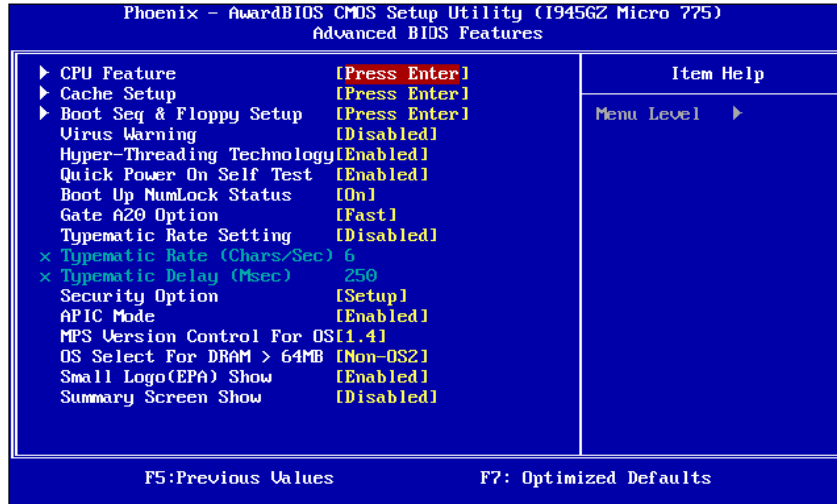 Phoenix - AwardBIOS CMOS Setup Utility (I945GZ Micro 775)
Advanced BIOS Features
CPU Feature [Press Enter]
Cache Setup [Press Enter]
Boot Seq & Floppy Setup [Press Enter]
Virus Warning [Disabled]
Hyper-Threading Technology[Enabled]
Quick Power On Self Test [Enabled]
Boot Up NumLock Status [On]
Gate A20 Option [Fast]
Typematic Rate Setting [Disabled]
x Typematic Rate (Chars/Sec) 6
x Typematic Delay (Msec) 250
Security Option [Setup]
APIC Mode [Enabled]
MPS Version Control For OS[1.4]
OS Select For DRAM > 64MB [Non-OS2]
Small Logo(EPA) Show [Enabled]
Summary Screen Show [Disabled]
Item Help
Menu Level
F5:Previous Values F7: Optimized Defaults